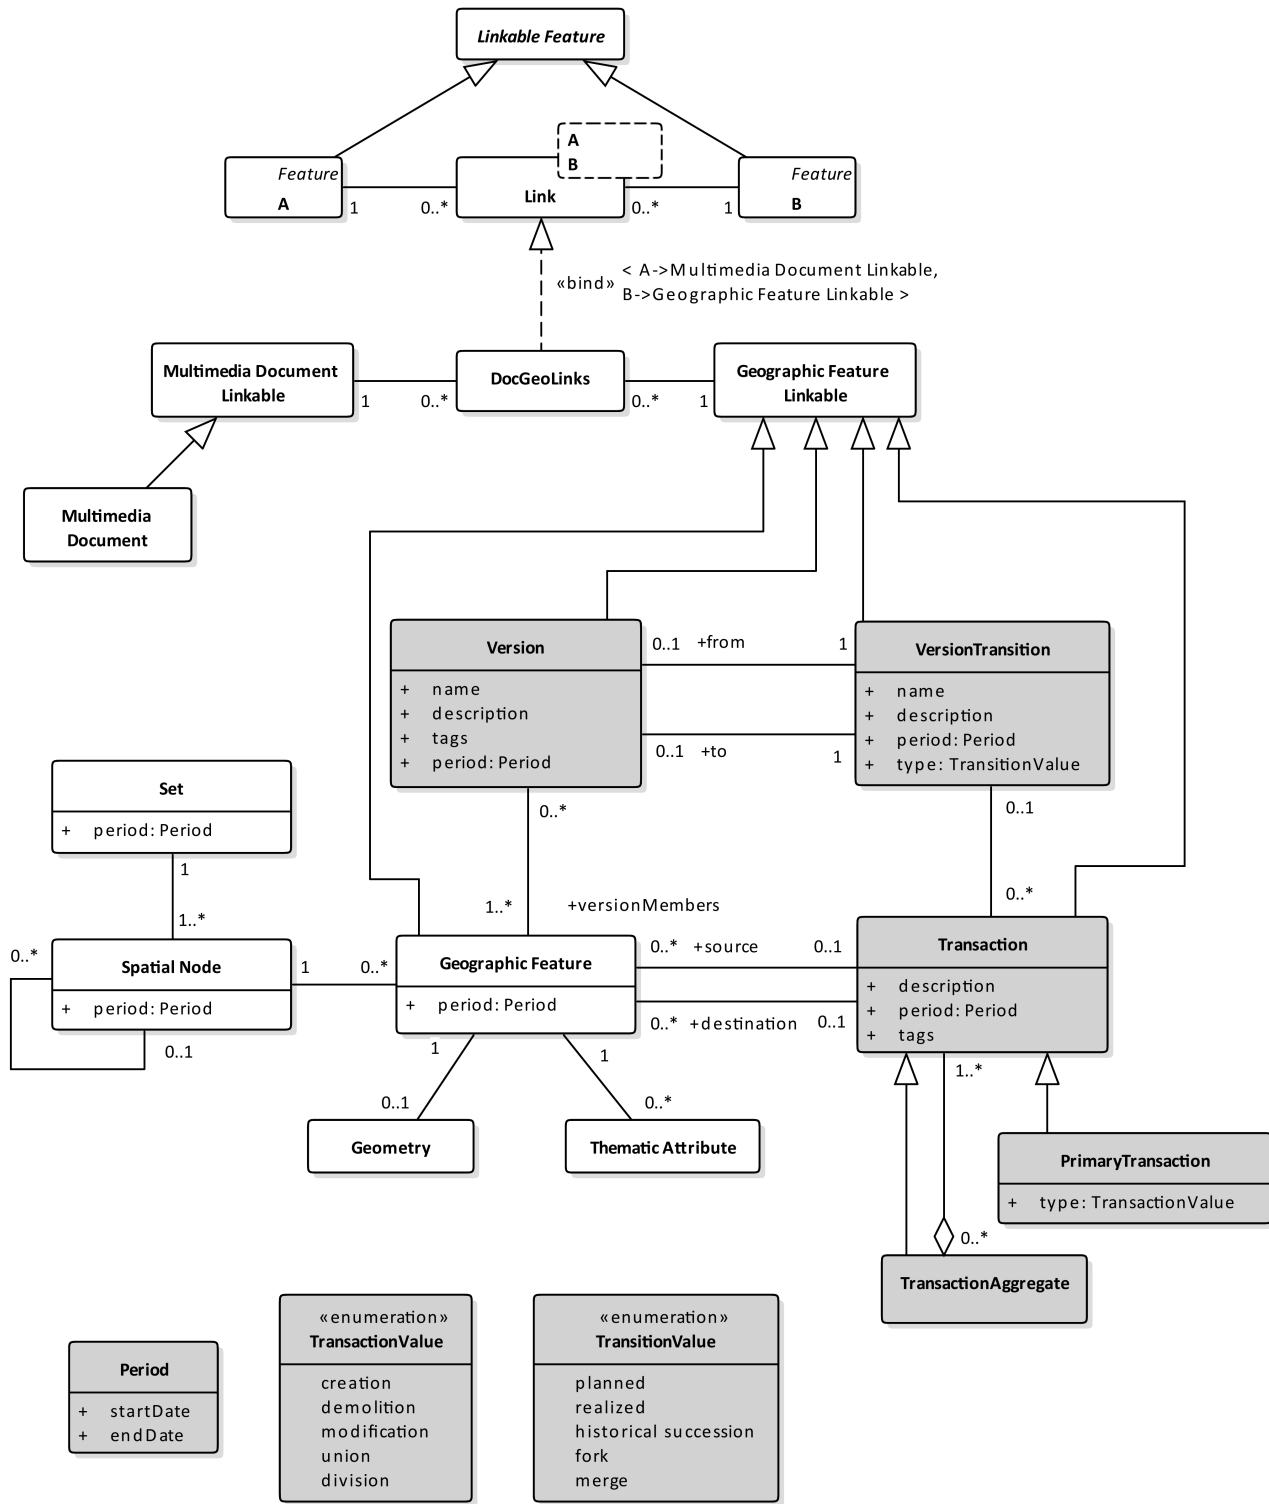 Linkable Feature
A
B
Feature
A
Link
Feature
B
1
0..*
0..*
1
«bind»
< A->Multimedia Document Linkable,
B->Geographic Feature Linkable >
Multimedia Document
Linkable
DocGeoLinks
Geographic Feature
Linkable
1
0..*
0..*
1
Multimedia
Document
Version
+ name
+ description
+ tags
+ period: Period
0..1 +from
1
0..1 +to
1
VersionTransition
+ name
+ description
+ period: Period
+ type: TransitionValue
Set
+ period: Period
1
1..*
0..*
0..1
1..*
+versionMembers
0..*
0..*
Spatial Node
+ period: Period
0..1
1
0..*
Geographic Feature
+ period: Period
0..* +source
0..1
0..* +destination
0..1
Transaction
+ description
+ period: Period
+ tags
1
0..1
1
0..*
Geometry
Thematic Attribute
1..*
0..*
PrimaryTransaction
+ type: TransactionValue
TransactionAggregate
Period
+ startDate
+ endDate
«enumeration»
TransactionValue
creation
demolition
modification
union
division
«enumeration»
TransitionValue
planned
realized
historical succession
fork
merge